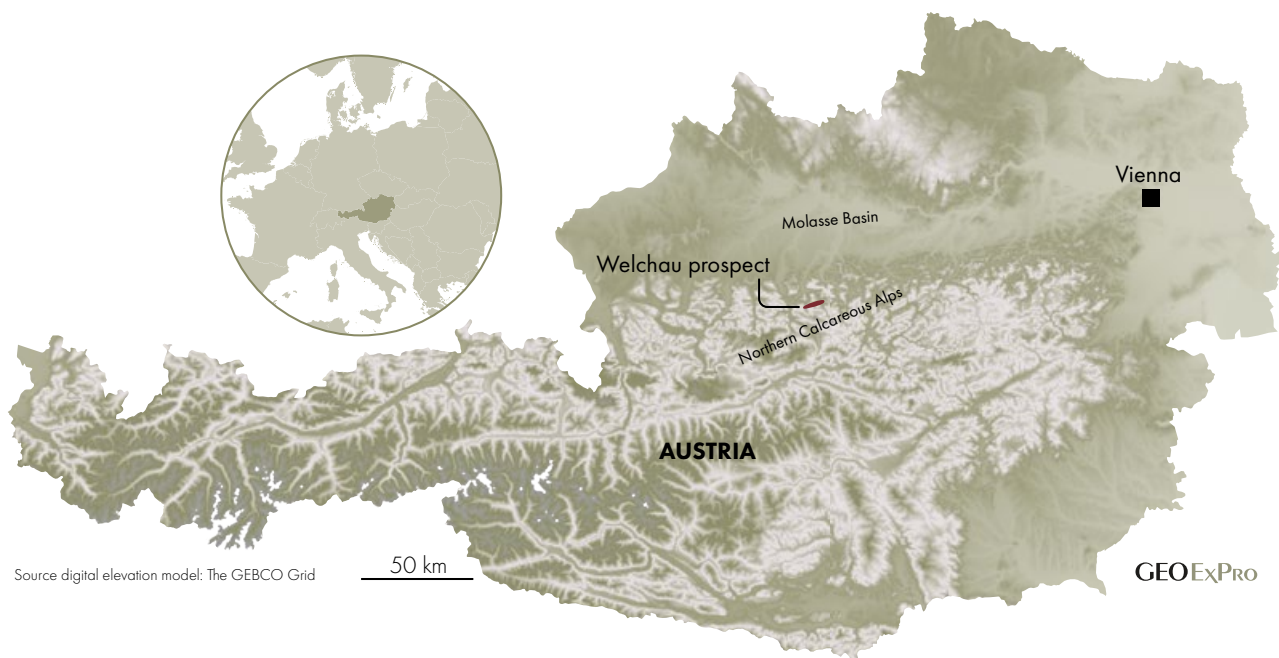 Vienna
Molasse Basin
Welchau prospect
Northern Calcareous Alps
AUSTRIA
50 km
Source digital elevation model: The GEBCO Grid
GEOExPro